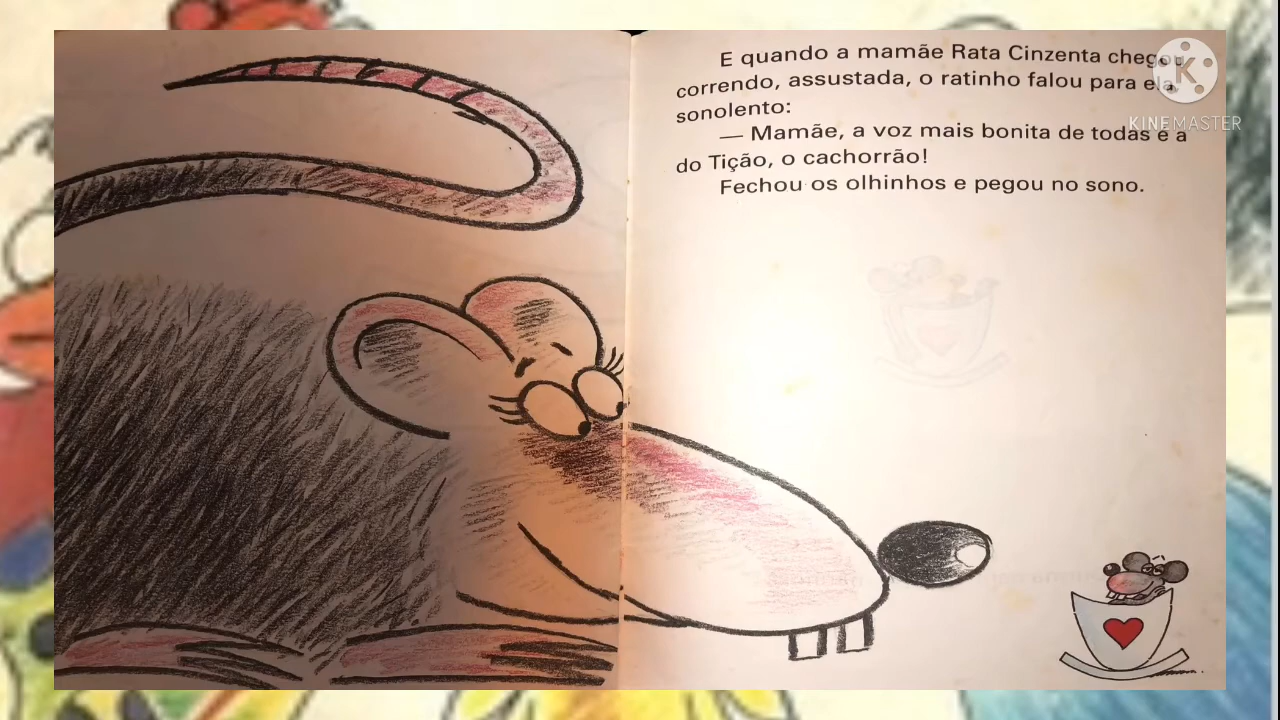 E quando a mamãe Rata Cinzenta chegou
correndo, assustada, o ratinho falou para ela
sonolento:
— Mamãe, a voz mais bonita de todas é a
do Tição, o cachorrão!
Fechou os olhinhos e pegou no sono.
K
KINEMASTER